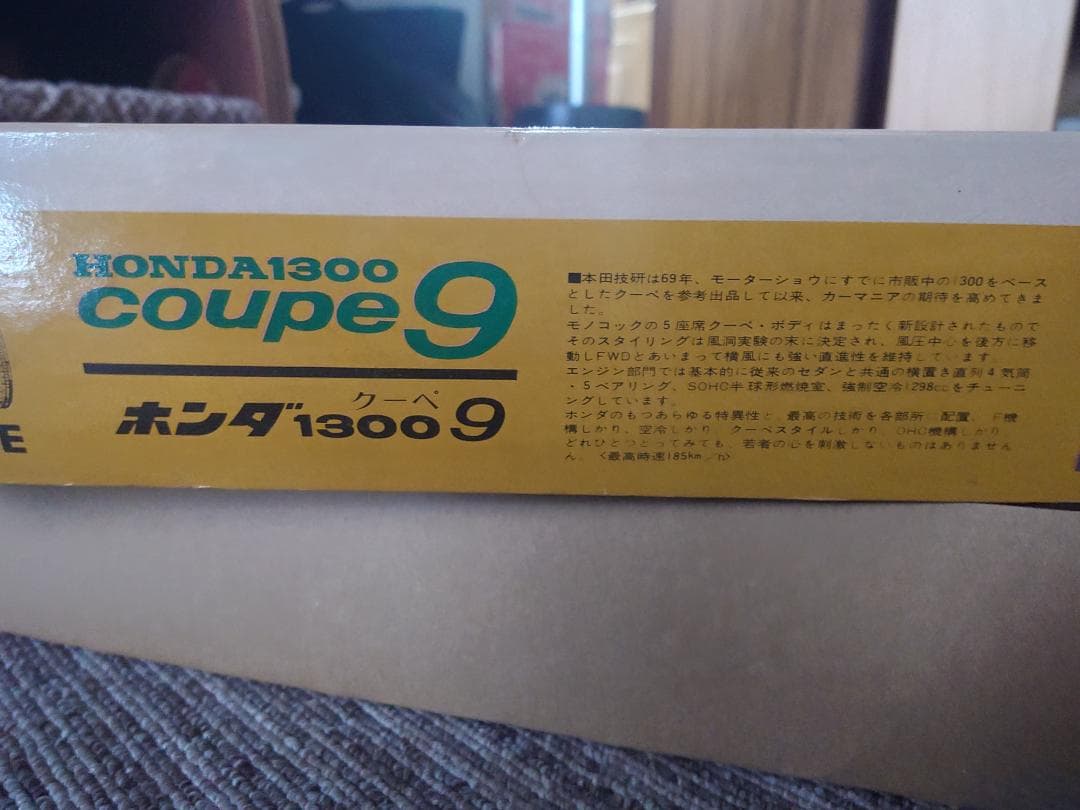 HONDA1300
coupe9
クーペ
ホンダ13009
E
■本田技研は69年、モーターショウにすでに市販中の1300をベース
としたクーペを参考出品して以来、カーマニアの期待を高めてきま
した。
モノコックの5座席クーペ・ボディはまったく新設計されたもので
そのスタイリングは風洞実験の末に決定され、風圧中心を後方に移
動しFWDとあいまって横風にも強い直進性を維持しています。
エンジン部門では基本的に従来のセダンと共通の横置き直列4気筒
・5ベアリング、SOHC半球形燃焼室、強制空冷1298ccをチューニ
ングしています。
ホンダのもつあらゆる特異性と、最高の技術を各部所に配置、F機
構しかり、空冷しかり、クーペスタイルしかり、OHC機構しかり
どれひとつとってみても、若者の心を刺激しないものはありません
ん。<最高時速185km/h>